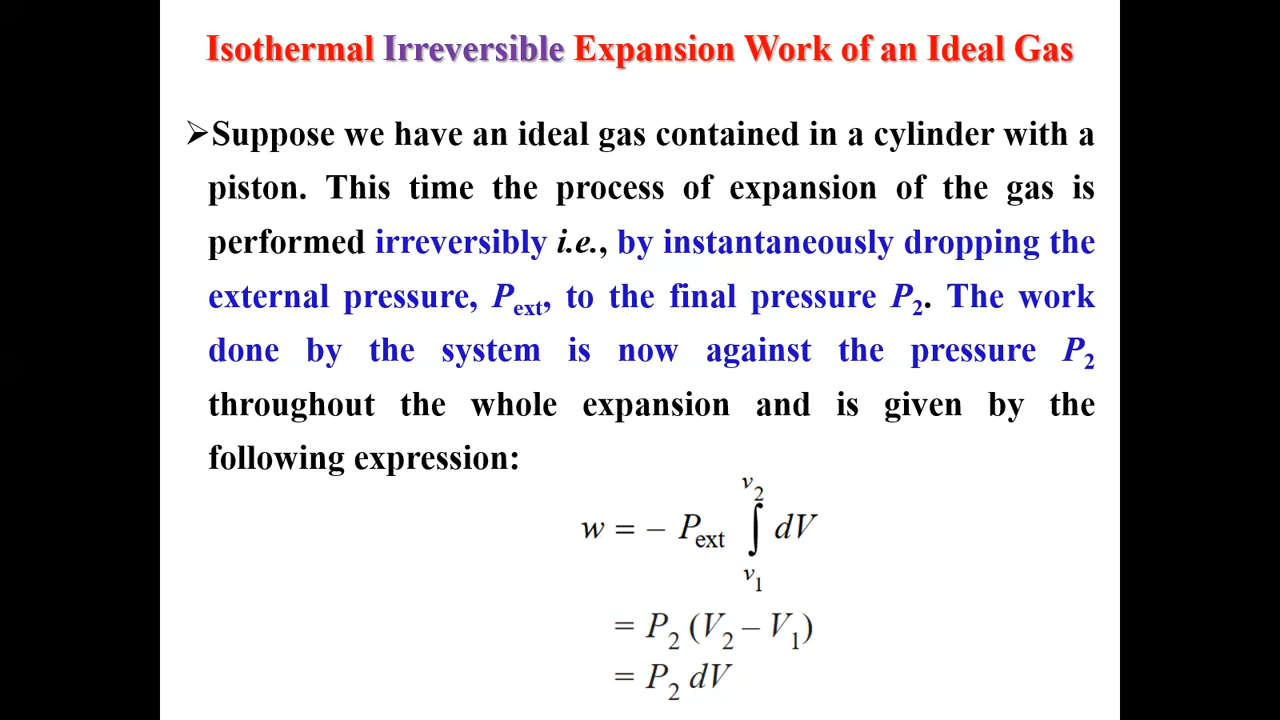 Isothermal Irreversible Expansion Work of an Ideal Gas
➢Suppose we have an ideal gas contained in a cylinder with a
piston. This time the process of expansion of the gas is
performed irreversibly i.e., by instantaneously dropping the
external pressure, Pext, to the final pressure P2. The work
done by the system is now against the pressure P2
throughout the whole expansion and is given by the
following expression:
w = – Pext ∫v1v2 dV
= P2 (V2 – V1)
= P2 dV